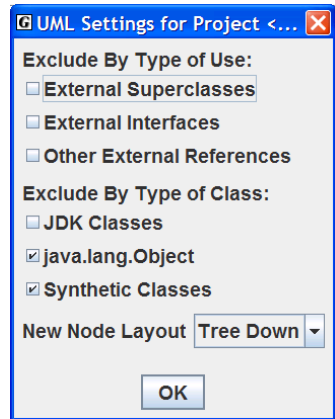 G UML Settings for Project <...
Exclude By Type of Use:
External Superclasses
External Interfaces
Other External References
Exclude By Type of Class:
JDK Classes
java.lang.Object
Synthetic Classes
New Node Layout Tree Down
OK